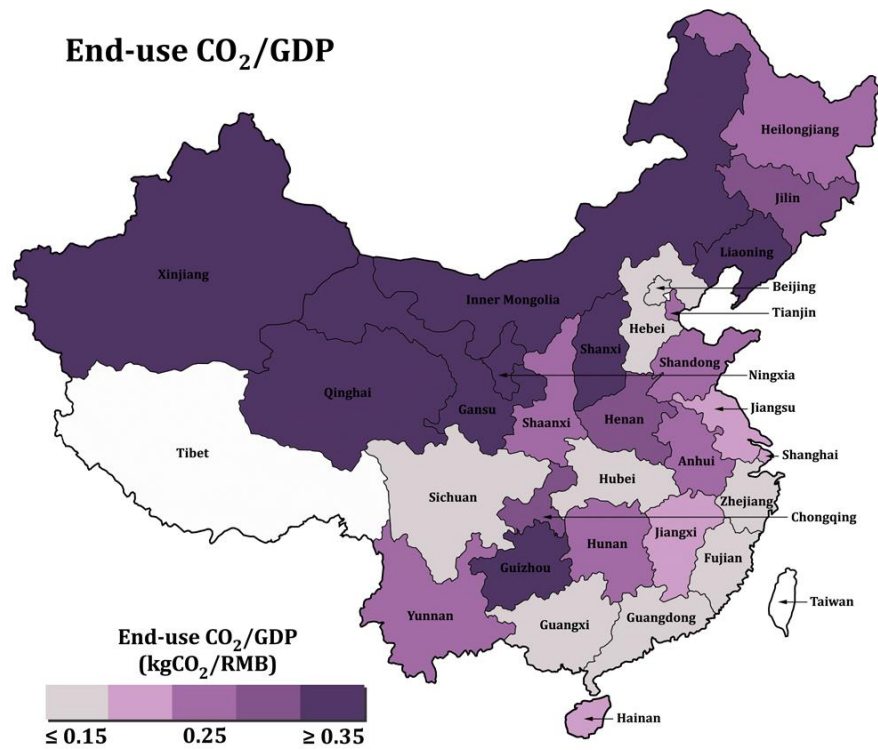 End-use CO₂/GDP
Heilongjiang
Jilin
Liaoning
Xinjiang
Beijing
Inner Mongolia
Tianjin
Hebei
Shanxi
Shandong
Ningxia
Qinghai
Gansu
Jiangsu
Shaanxi
Henan
Tibet
Shanghai
Anhui
Hubei
Sichuan
Zhejiang
Chongqing
Jiangxi
Hunan
Fujian
Guizhou
Taiwan
Yunnan
Guangxi
Guangdong
Hainan
End-use CO₂/GDP
(kgCO₂/RMB)
≤ 0.15 0.25 ≥ 0.35